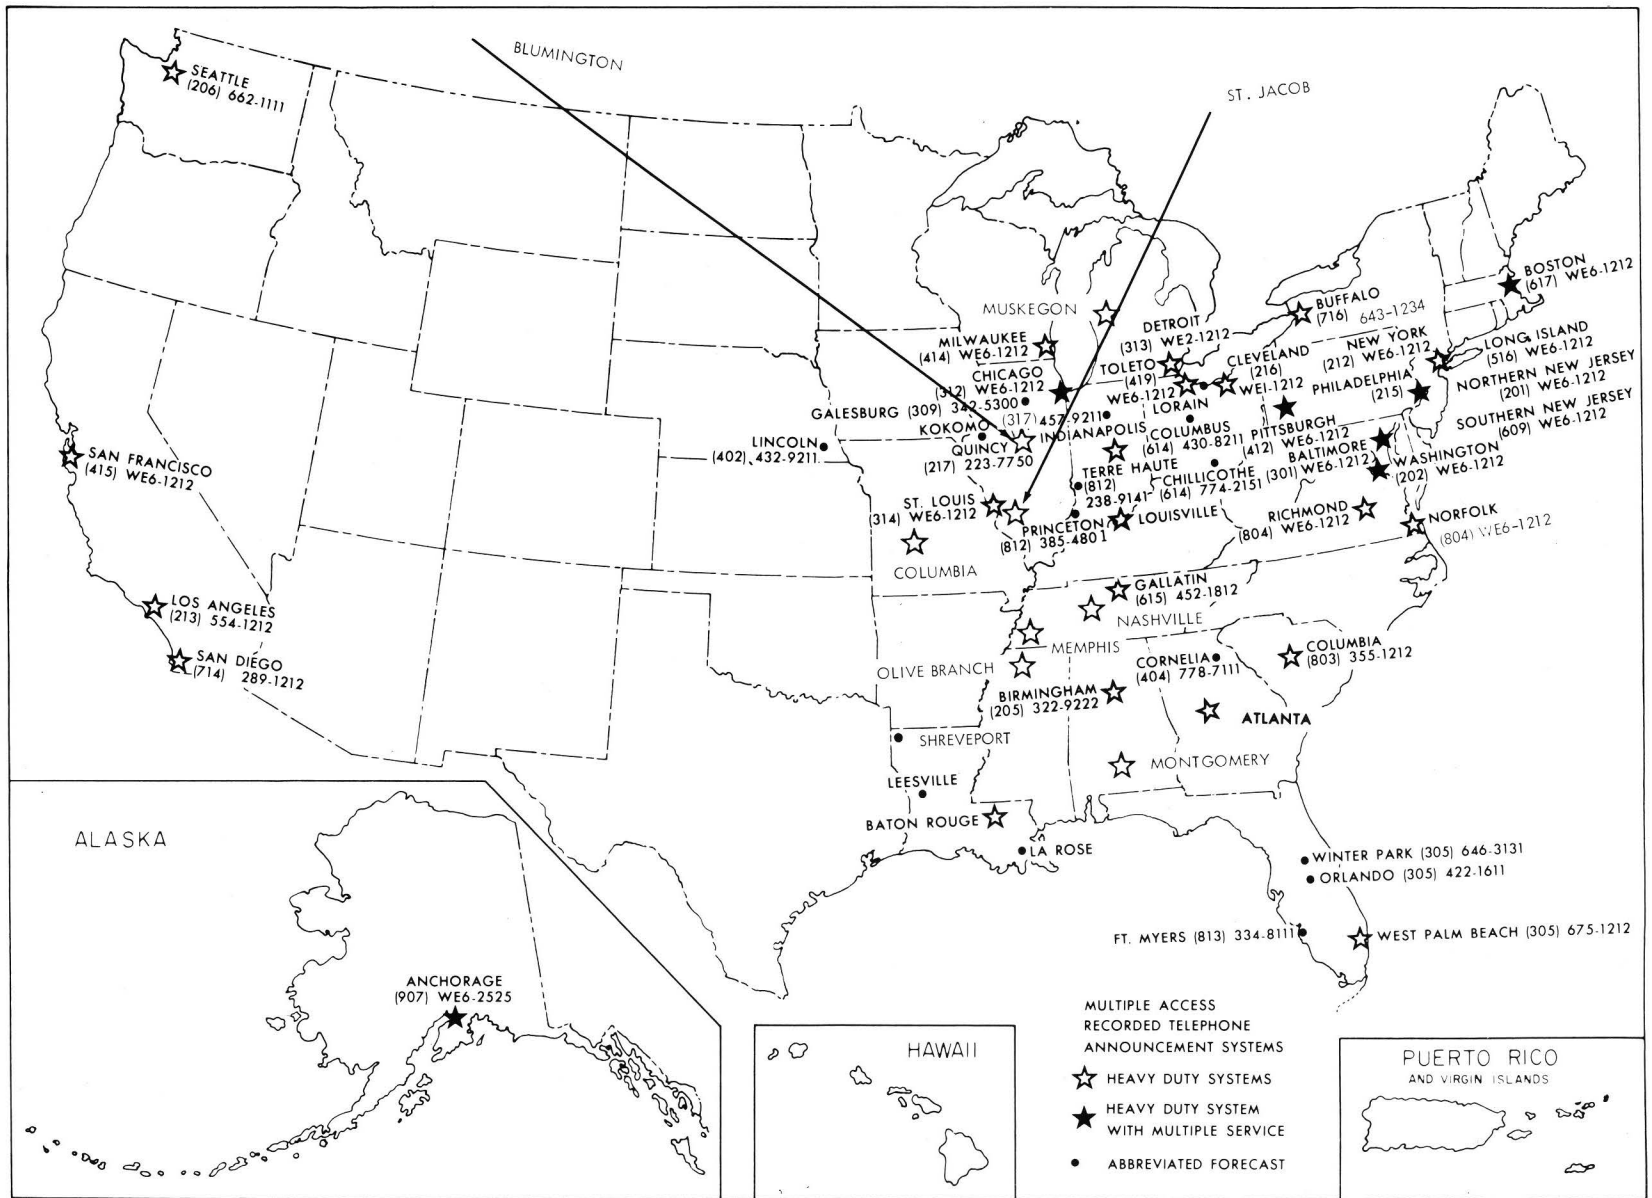 BLUMINGTON
ST. JACOB
SEATTLE
(206) 662-1111
BOSTON
(617) WE6-1212
BUFFALO
(716) 643-1234
MUSKEGON
DETROIT
(313) WE2-1212
MILWAUKEE
(414) WE6-1212
NEW YORK
(212) WE6-1212
LONG ISLAND
(516) WE6-1212
CLEVELAND
(216)
WE1-1212
TOLETO
(419)
WE6-1212
CHICAGO
(312) WE6-1212
PHILADELPHIA
(215)
NORTHERN NEW JERSEY
(201) WE6-1212
GALESBURG (309) 342-5300
LORAIN
SOUTHERN NEW JERSEY
(609) WE6-1212
KOKOMO
(317) 457-9211
INDIANAPOLIS
COLUMBUS
(614) 430-8211
PITTSBURGH
(412) WE6-1212
LINCOLN
(402) 432-9211
QUINCY
(217) 223-7750
BALTIMORE
(301) WE6-1212
WASHINGTON
(202) WE6-1212
SAN FRANCISCO
(415) WE6-1212
TERRE HAUTE
(812)
238-9141
CHILLICOTHE
(614) 774-2151
ST. LOUIS
(314) WE6-1212
PRINCETON
(812) 385-4801
LOUISVILLE
RICHMOND
(804) WE6-1212
NORFOLK
(804) WE6-1212
COLUMBIA
GALLATIN
(615) 452-1812
LOS ANGELES
(213) 554-1212
NASHVILLE
MEMPHIS
SAN DIEGO
(714) 289-1212
OLIVE BRANCH
CORNELIA
(404) 778-7111
COLUMBIA
(803) 355-1212
BIRMINGHAM
(205) 322-9222
ATLANTA
SHREVEPORT
MONTGOMERY
LEESVILLE
BATON ROUGE
LA ROSE
WINTER PARK (305) 646-3131
ORLANDO (305) 422-1611
FT. MYERS (813) 334-8111
WEST PALM BEACH (305) 675-1212
ALASKA
ANCHORAGE
(907) WE6-2525
HAWAII
MULTIPLE ACCESS
RECORDED TELEPHONE
ANNOUNCEMENT SYSTEMS
HEAVY DUTY SYSTEMS
HEAVY DUTY SYSTEM
WITH MULTIPLE SERVICE
ABBREVIATED FORECAST
PUERTO RICO
AND VIRGIN ISLANDS